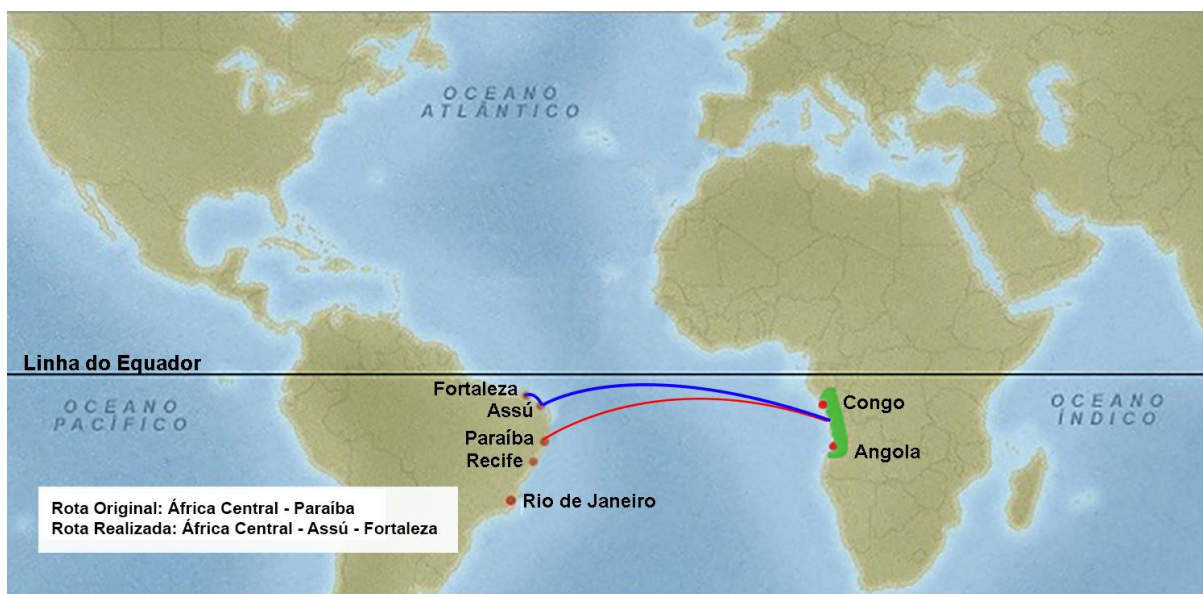 OCEANO
ATLÂNTICO
Linha do Equador
Fortaleza
Assú
Congo
OCEANO
PACÍFICO
OCEANO
ÍNDICO
Paraíba
Recife
Angola
Rio de Janeiro
Rota Original: África Central - Paraíba
Rota Realizada: África Central - Assú - Fortaleza